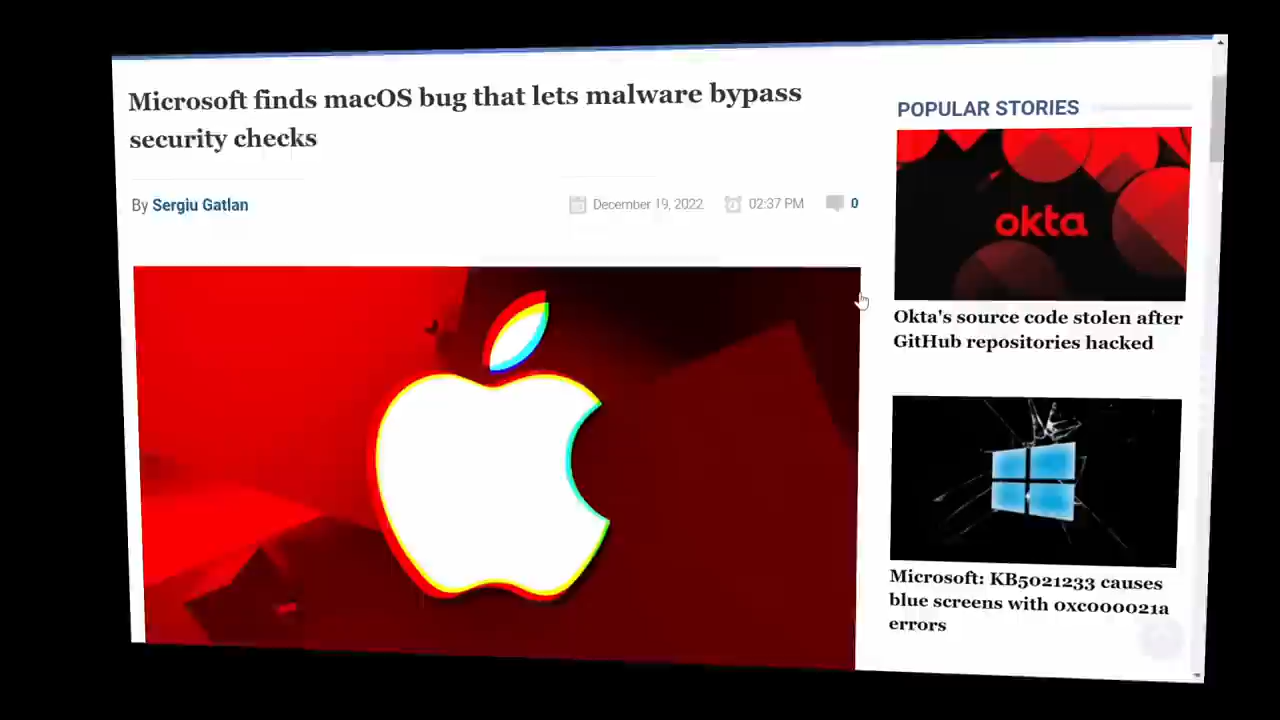 Microsoft finds macOS bug that lets malware bypass
security checks
By Sergiu Gatlan
December 19, 2022
02:37 PM
0
POPULAR STORIES
okta
Okta's source code stolen after
GitHub repositories hacked
Microsoft: KB5021233 causes
blue screens with 0xc000021a
errors